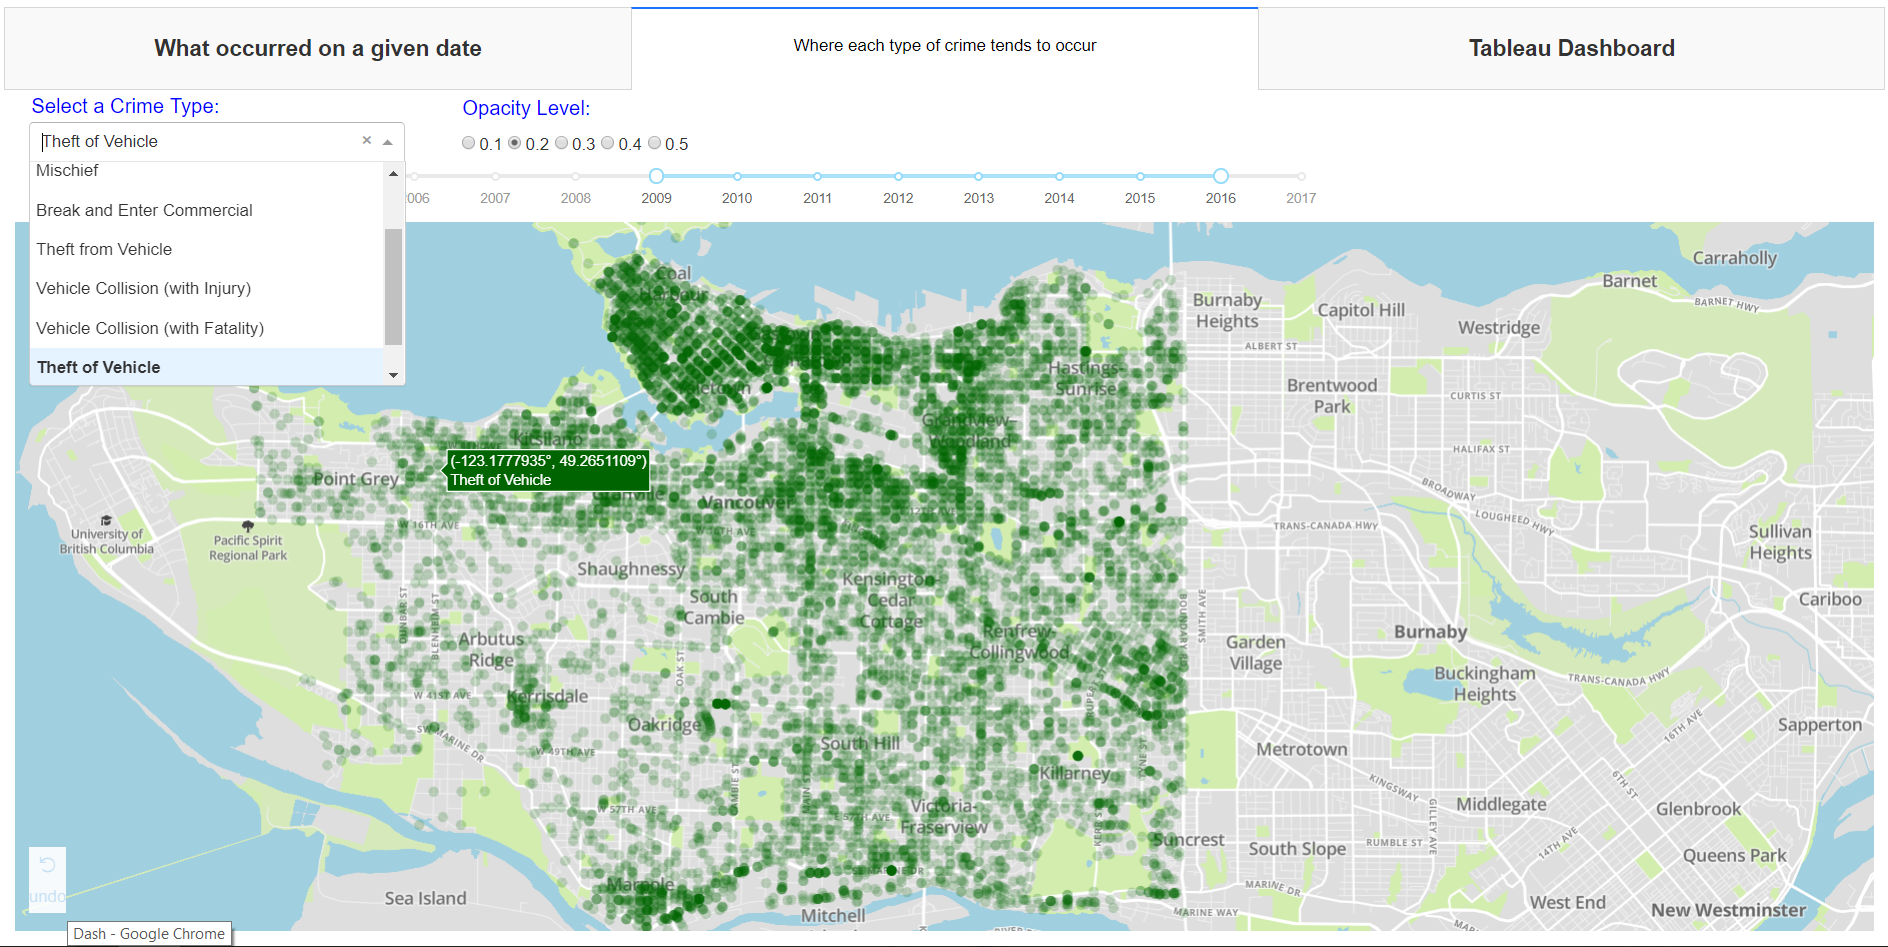 What occurred on a given date
Where each type of crime tends to occur
Tableau Dashboard
Select a Crime Type:
Opacity Level:
Theft of Vehicle
0.1 0.2 0.3 0.4 0.5
Mischief
Break and Enter Commercial
Theft from Vehicle
Vehicle Collision (with Injury)
Vehicle Collision (with Fatality)
Theft of Vehicle
006 2007 2008 2009 2010 2011 2012 2013 2014 2015 2016 2017
Coal
Harbour
Carraholly
Barnet
BARNET HWY
Burnaby
Heights
Capitol Hill
Westridge
ALBERT ST
Hastings-
Sunrise
Brentwood
Park
CURTIS ST
Grandview-
Woodland
Kitsilano
HALIFAX ST
(-123.1777935°, 49.2651109°)
Theft of Vehicle
Point Grey
Granville
Vancouver
BROADWAY
LOUGHEED HWY
University of
British Columbia
Pacific Spirit
Regional Park
W 16TH AVE
W 16TH AVE
TRANS-CANADA HWY
Sullivan
Heights
Shaughnessy
Kensington-
Cedar
Cottage
South
Cambie
DUNBAR ST
BLENHEIM ST
BOUNDARY RD
SMITH AVE
Cariboo
Arbutus
Ridge
Renfrew-
Collingwood
Garden
Village
Burnaby
OAK ST
Buckingham
Heights
TRANS-CANADA HWY
W 41ST AVE
Kerrisdale
Oakridge
Sapperton
16TH AVE
SW MARINE DR
W 49TH AVE
South Hill
Metrotown
Killarney
CAMBIE ST
MAIN ST
KINGSWAY
6TH ST
W 57TH AVE
E 57TH AVE
Victoria-
Fraserview
KERR ST
Middlegate
GILLEY AVE
Glenbrook
Suncrest
South Slope
RUMBLE ST
14TH AVE
Queens Park
SE MARINE DR
Marpole
Sea Island
MARINE DR
Mitchell
MARINE WAY
West End
New Westminster
undo
Dash - Google Chrome